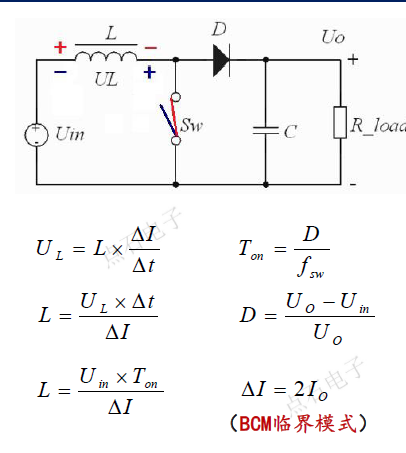 L
D
Uo
+ −
− UL +
+
Sw
Uin
C
R_load
-
U_L = L × ΔI / Δt
T_on = D / f_sw
L = U_L × Δt / ΔI
D = (U_O − U_in) / U_O
L = U_in × T_on / ΔI
ΔI = 2I_O
（BCM临界模式）